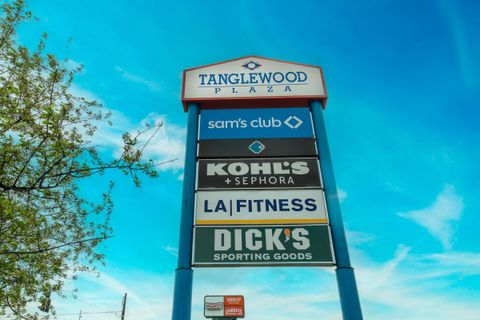 TANGLEWOOD
PLAZA
sam's club
KOHL'S
+ SEPHORA
LA|FITNESS
DICK'S
SPORTING GOODS